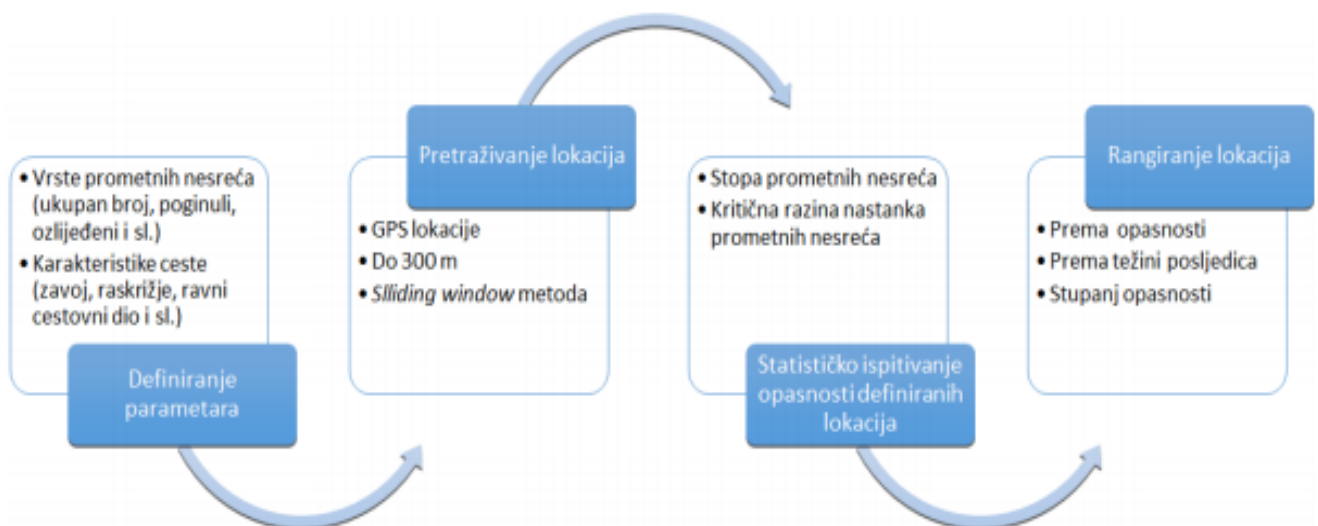 • Vrste prometnih nesreća
(ukupan broj, poginuli,
ozlijeđeni i sl.)
• Karakteristike ceste
(zavoj, raskrižje, ravni
cestovni dio i sl.)
Definiranje
parametara
Pretraživanje lokacija
• GPS lokacije
• Do 300 m
• Slliding window metoda
• Stopa prometnih nesreća
• Kritična razina nastanka
prometnih nesreća
Statističko ispitivanje
opasnosti definiranih
lokacija
Rangiranje lokacija
• Prema opasnosti
• Prema težini posljedica
• Stupanj opasnosti